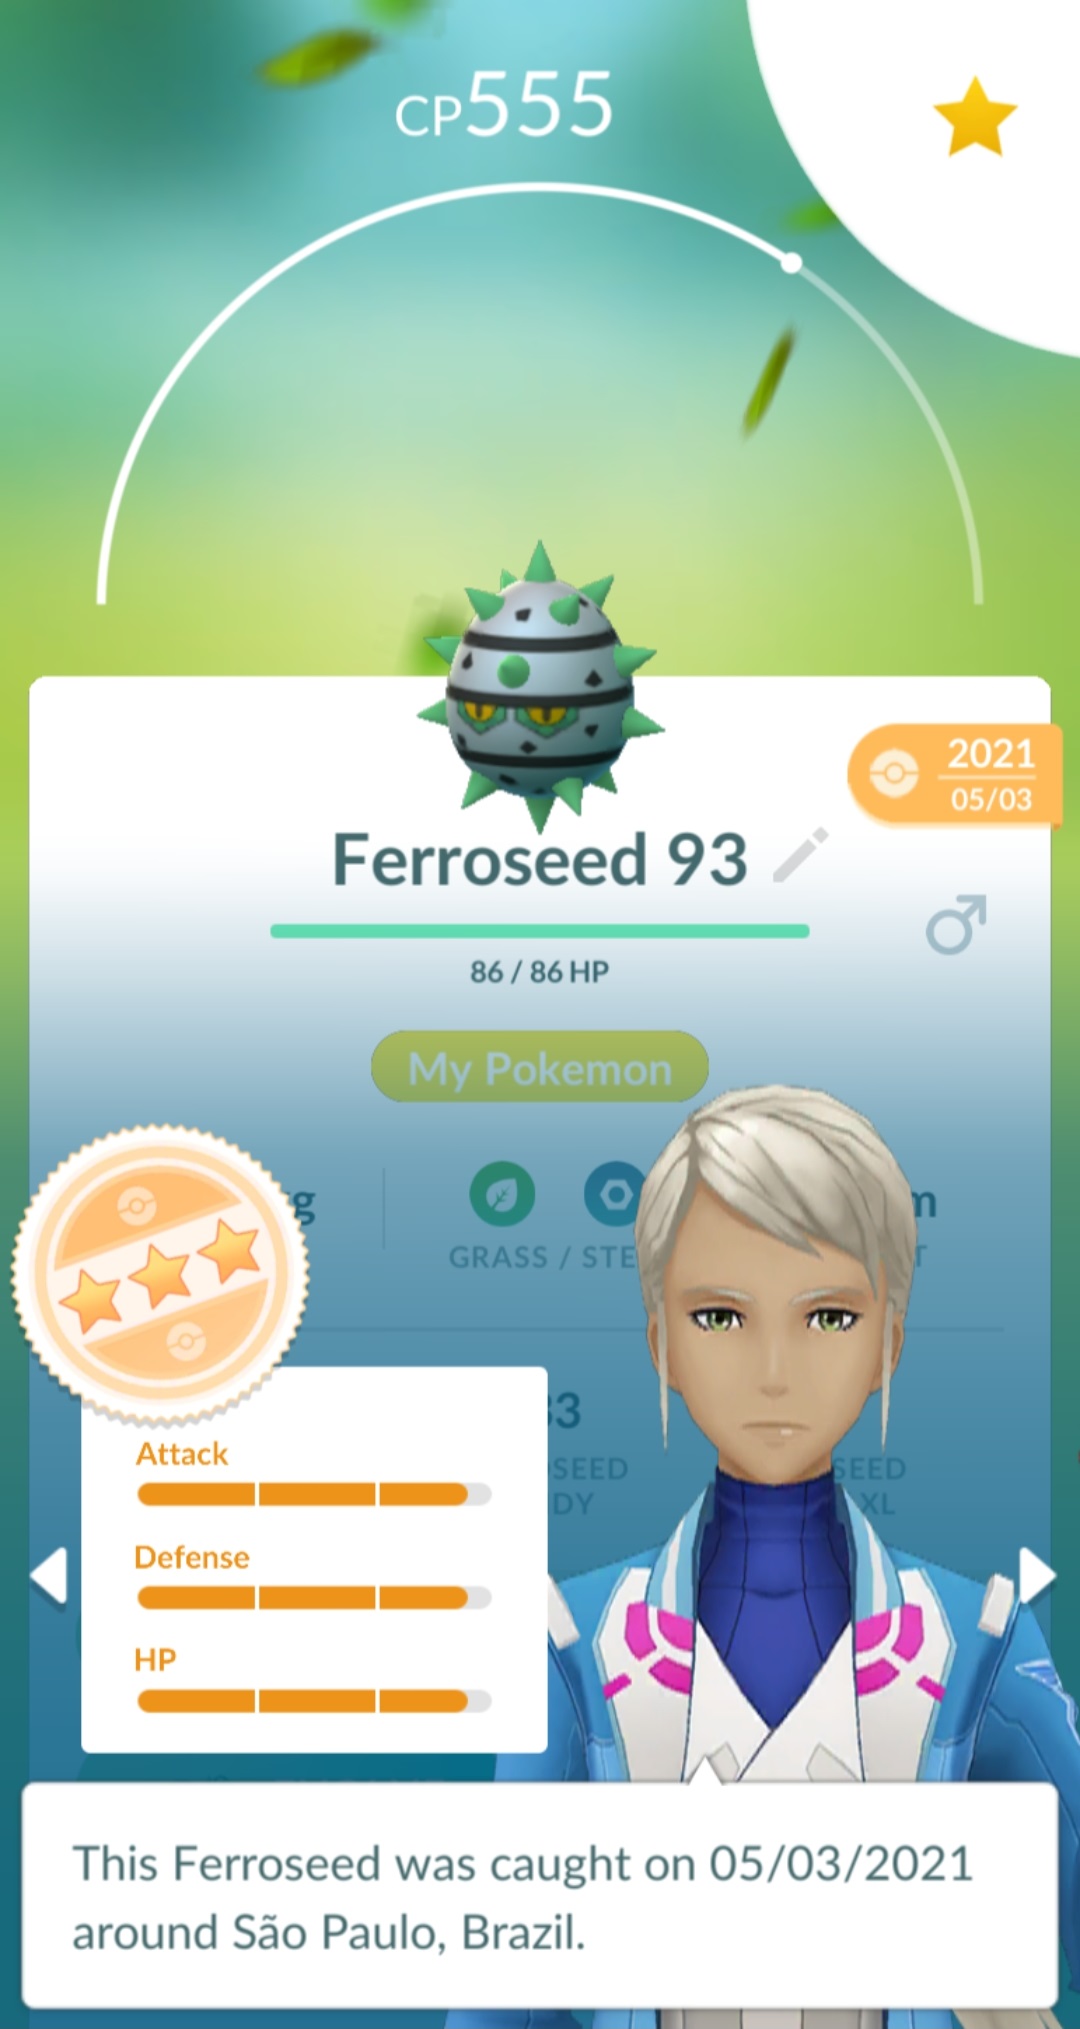 CP555
2021
05/03
Ferroseed 93
86 / 86 HP
My Pokemon
g
m
GRASS / STE
T
33
SEED
SEED
DY
XL
Attack
Defense
HP
This Ferroseed was caught on 05/03/2021
around São Paulo, Brazil.